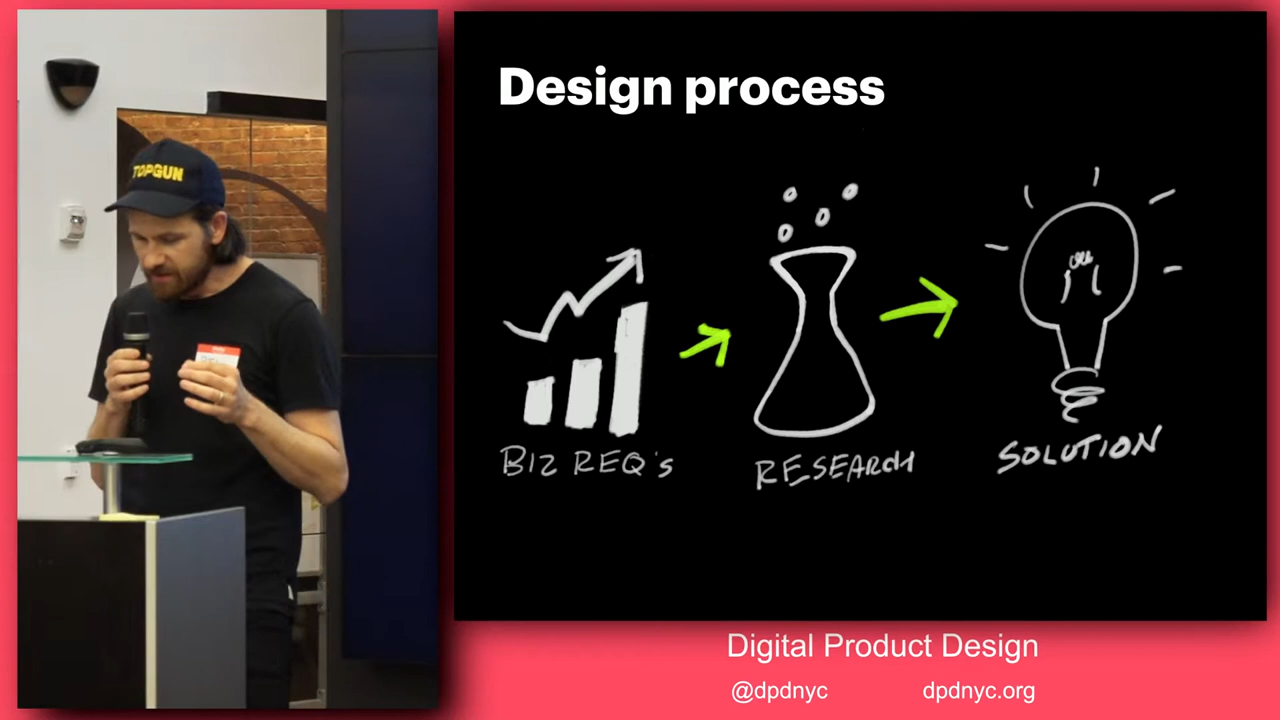 TOPGUN
Design process
BIZ REQ's
RESEARCH
SOLUTION
Digital Product Design
@dpdnyc
dpdnyc.org